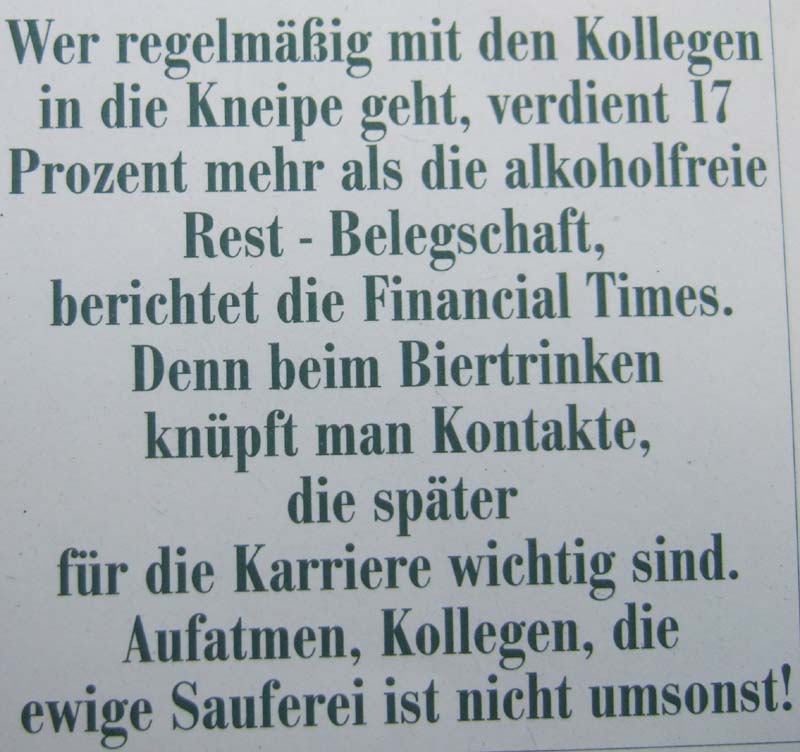 Wer regelmäßig mit den Kollegen
in die Kneipe geht, verdient 17
Prozent mehr als die alkoholfreie
Rest - Belegschaft,
berichtet die Financial Times.
Denn beim Biertrinken
knüpft man Kontakte,
die später
für die Karriere wichtig sind.
Aufatmen, Kollegen, die
ewige Sauferei ist nicht umsonst!